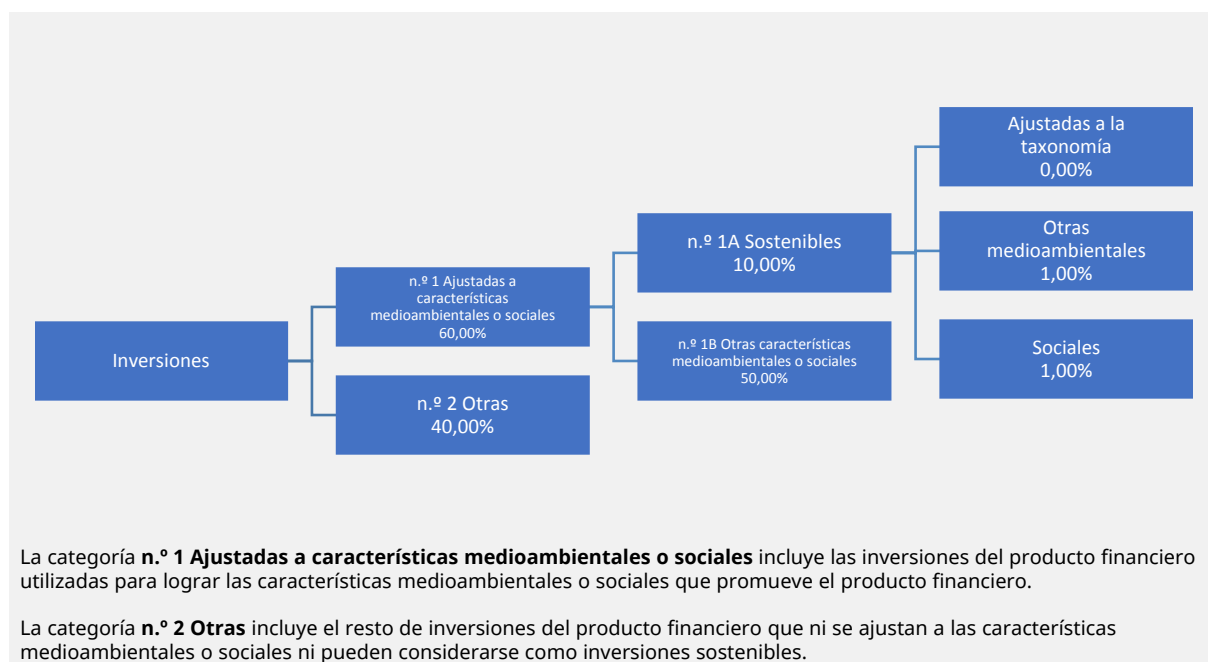 Inversiones
n.º 1 Ajustadas a
características
medioambientales o sociales
60,00%
n.º 2 Otras
40,00%
n.º 1A Sostenibles
10,00%
n.º 1B Otras características
medioambientales o sociales
50,00%
Ajustadas a la
taxonomía
0,00%
Otras
medioambientales
1,00%
Sociales
1,00%
La categoría n.º 1 Ajustadas a características medioambientales o sociales incluye las inversiones del producto financiero
utilizadas para lograr las características medioambientales o sociales que promueve el producto financiero.
La categoría n.º 2 Otras incluye el resto de inversiones del producto financiero que ni se ajustan a las características
medioambientales o sociales ni pueden considerarse como inversiones sostenibles.